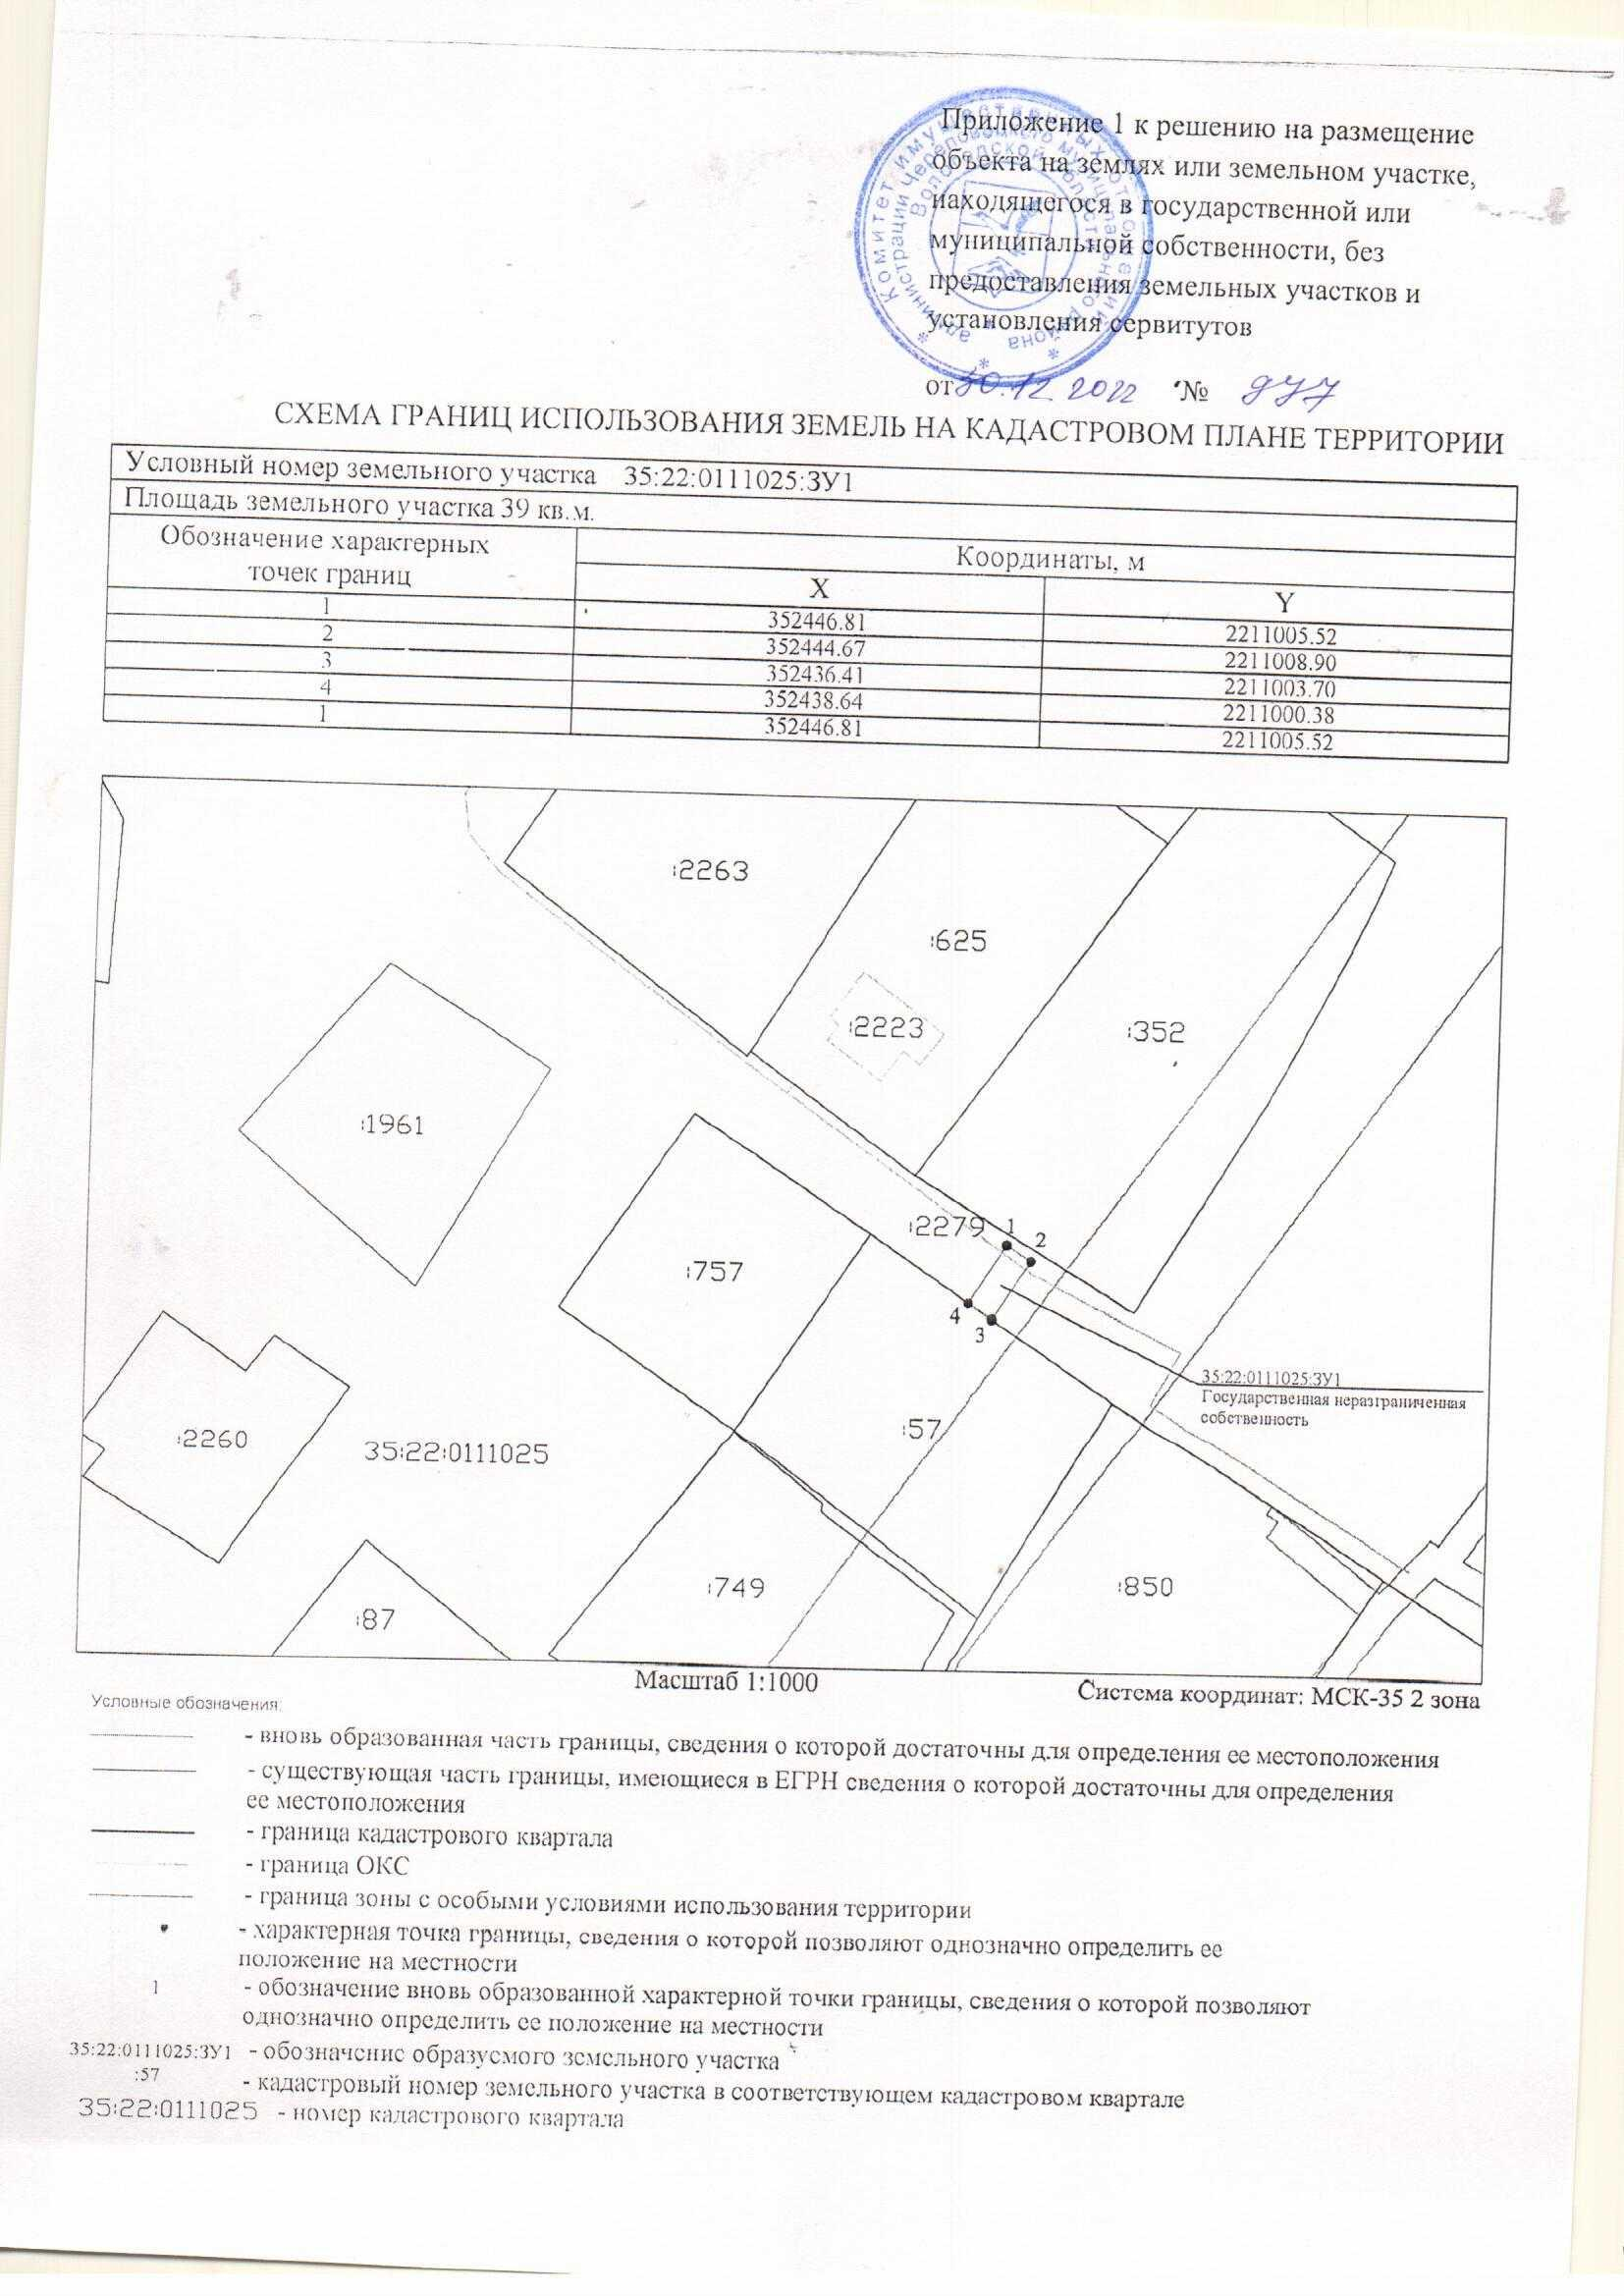 Приложение 1 к решению на размещение
объекта на землях или земельном участке,
находящегося в государственной или
муниципальной собственности, без
предоставления земельных участков и
установления сервитутов
от 30.12.2022 №
СХЕМА ГРАНИЦ ИСПОЛЬЗОВАНИЯ ЗЕМЕЛЬ НА КАДАСТРОВОМ ПЛАНЕ ТЕРРИТОРИИ
Условный номер земельного участка 35:22:0111025:ЗУ1
Площадь земельного участка 39 кв.м.
Обозначение характерных
точек границ
Координаты, м
X
Y
1 352446.81 2211005.52
2 352444.67 2211008.90
3 352436.41 2211003.70
4 352438.64 2211000.38
1 352446.81 2211005.52
:2263
:625
:2223
:352
:1961
:2279
1
2
:757
4
3
35:22:0111025:ЗУ1
Государственная неразграниченная
собственность
:57
:2260
35:22:0111025
:749
:850
:87
Масштаб 1:1000
Система координат: МСК-35 2 зона
Условные обозначения:
- вновь образованная часть границы, сведения о которой достаточны для определения ее местоположения
- существующая часть границы, имеющиеся в ЕГРН сведения о которой достаточны для определения
ее местоположения
- граница кадастрового квартала
- граница ОКС
- граница зоны с особыми условиями использования территории
- характерная точка границы, сведения о которой позволяют однозначно определить ее
положение на местности
1 - обозначение вновь образованной характерной точки границы, сведения о которой позволяют
однозначно определить ее положение на местности
35:22:0111025:ЗУ1 - обозначение образуемого земельного участка
:57 - кадастровый номер земельного участка в соответствующем кадастровом квартале
35:22:0111025 - номер кадастрового квартала